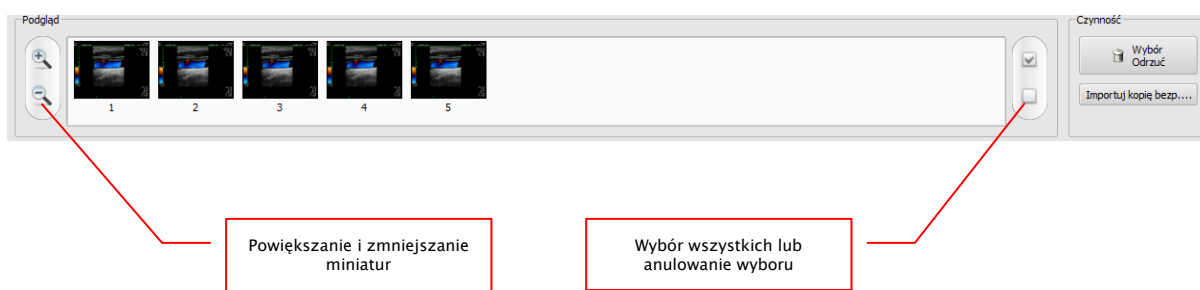 Podgląd
Czynność
Wybór
Odrzuć
Importuj kopię bezp....
1 2 3 4 5
Powiększanie i zmniejszanie
miniatur
Wybór wszystkich lub
anulowanie wyboru